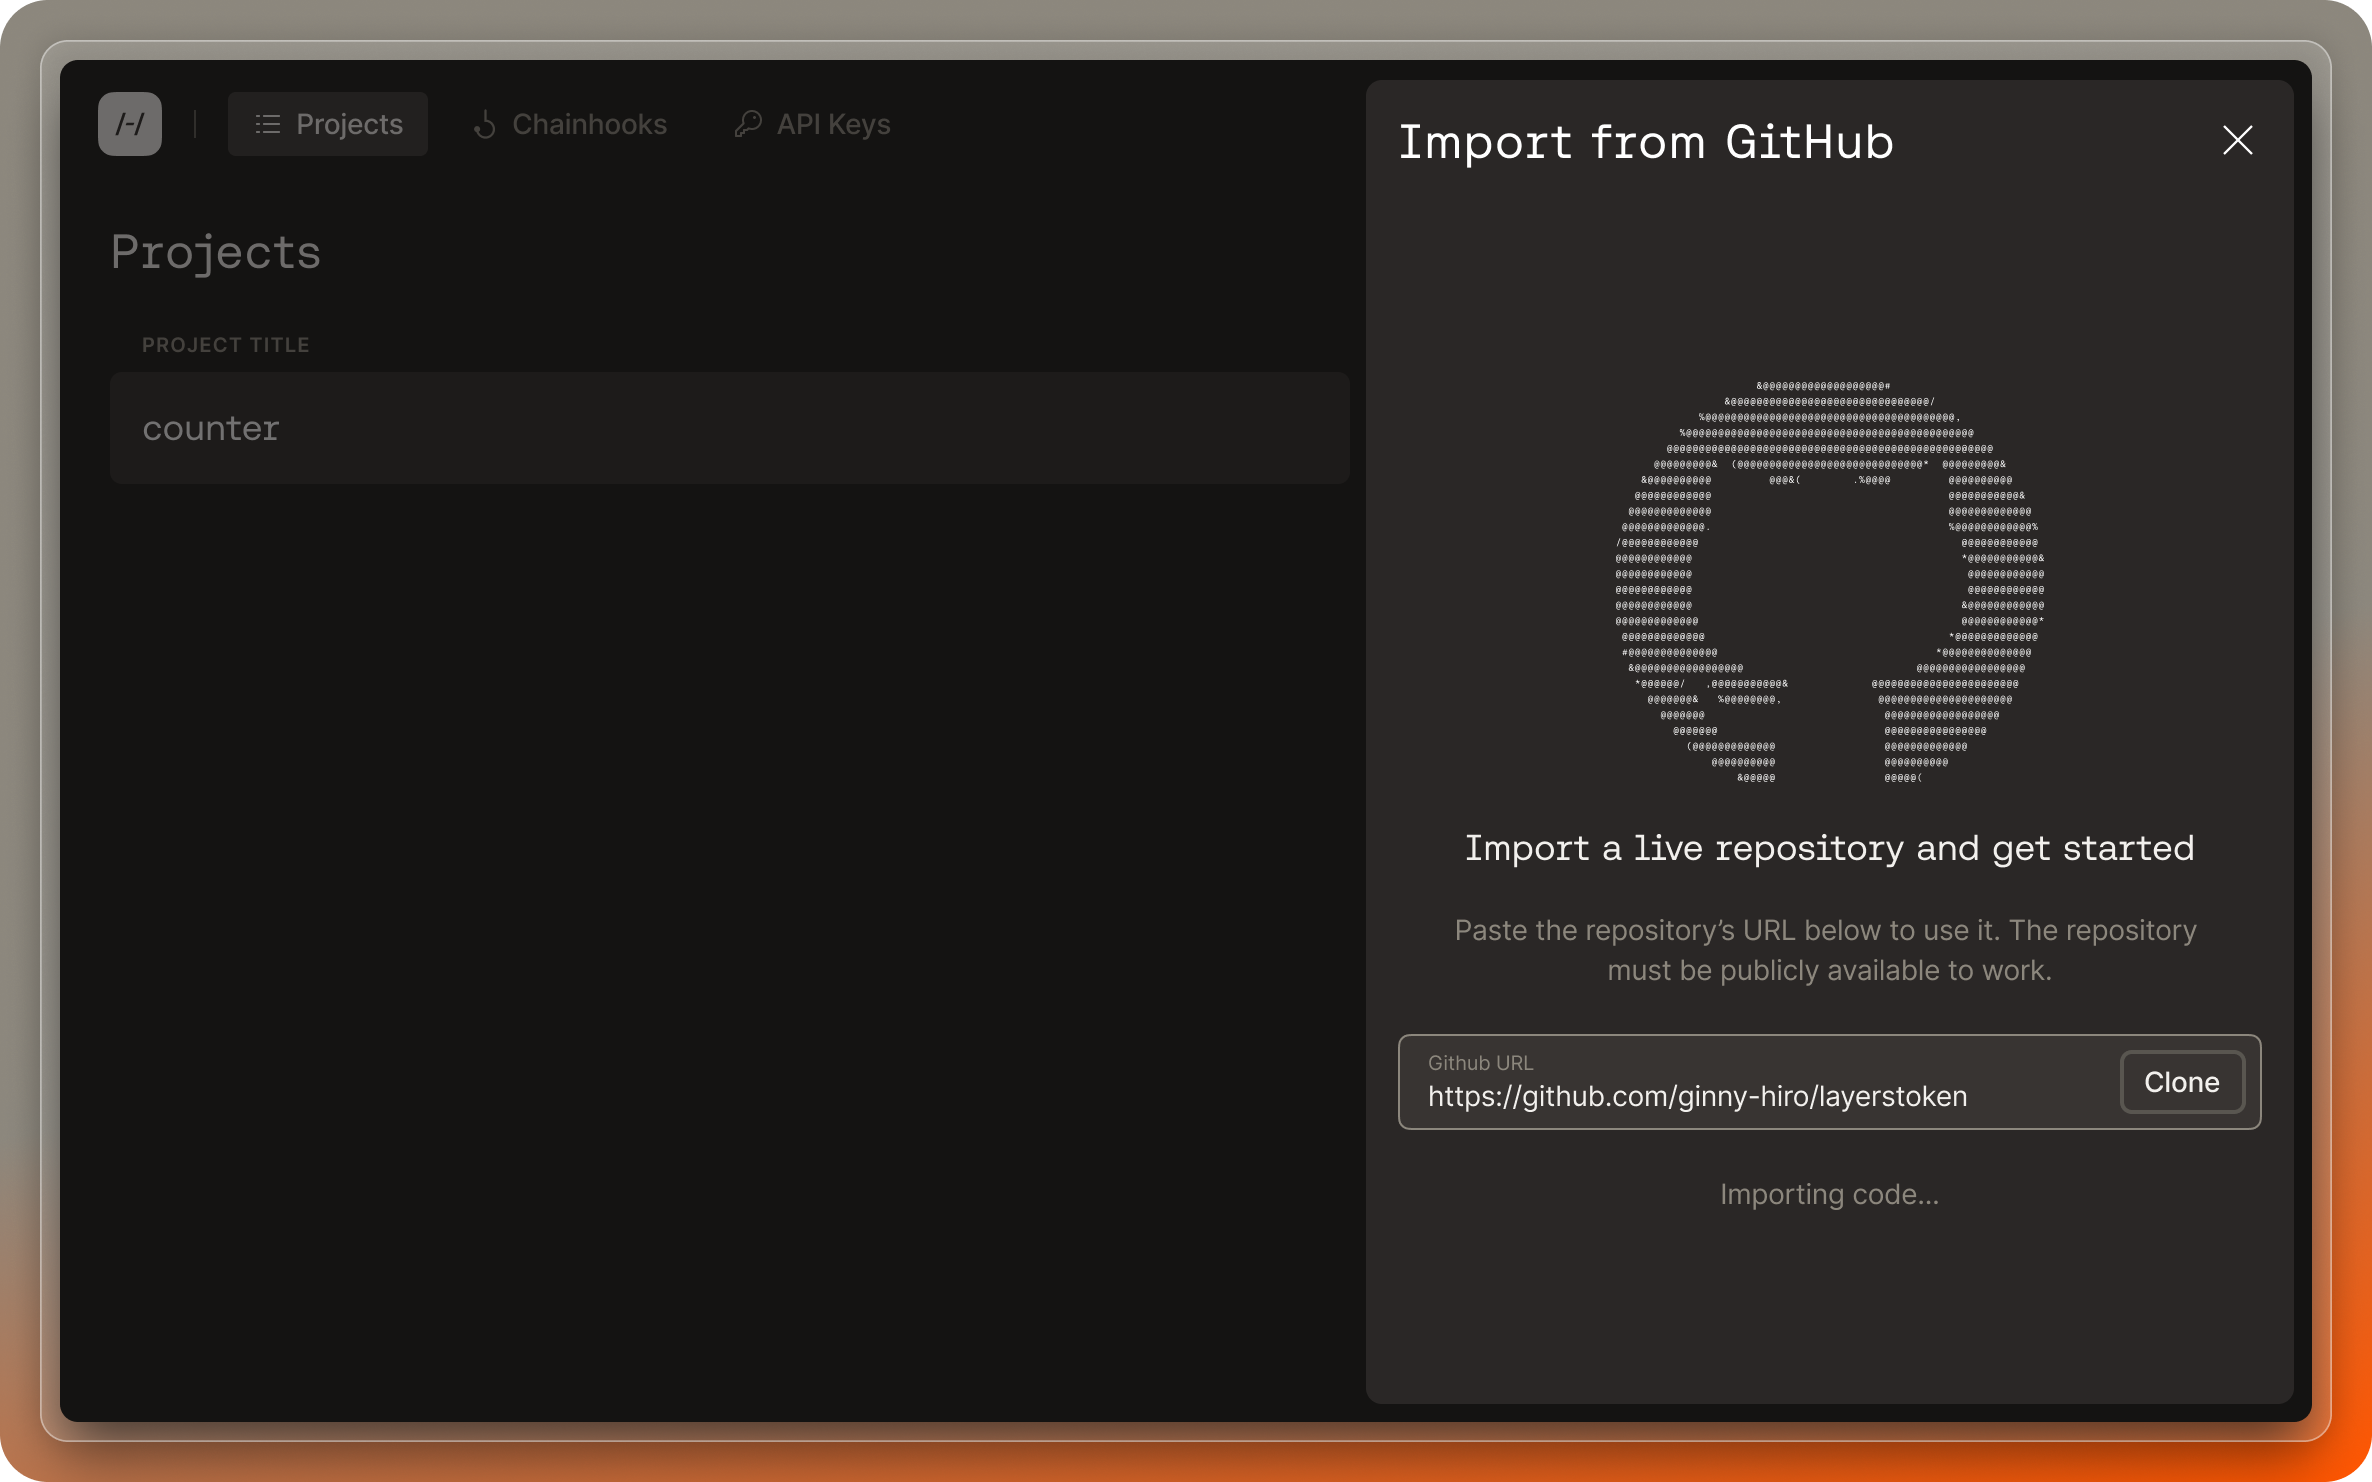 /-/
Projects
Chainhooks
API Keys
Projects
PROJECT TITLE
counter
Import from GitHub
Import a live repository and get started
Paste the repository’s URL below to use it. The repository
must be publicly available to work.
Github URL
https://github.com/ginny-hiro/layerstoken
Clone
Importing code...